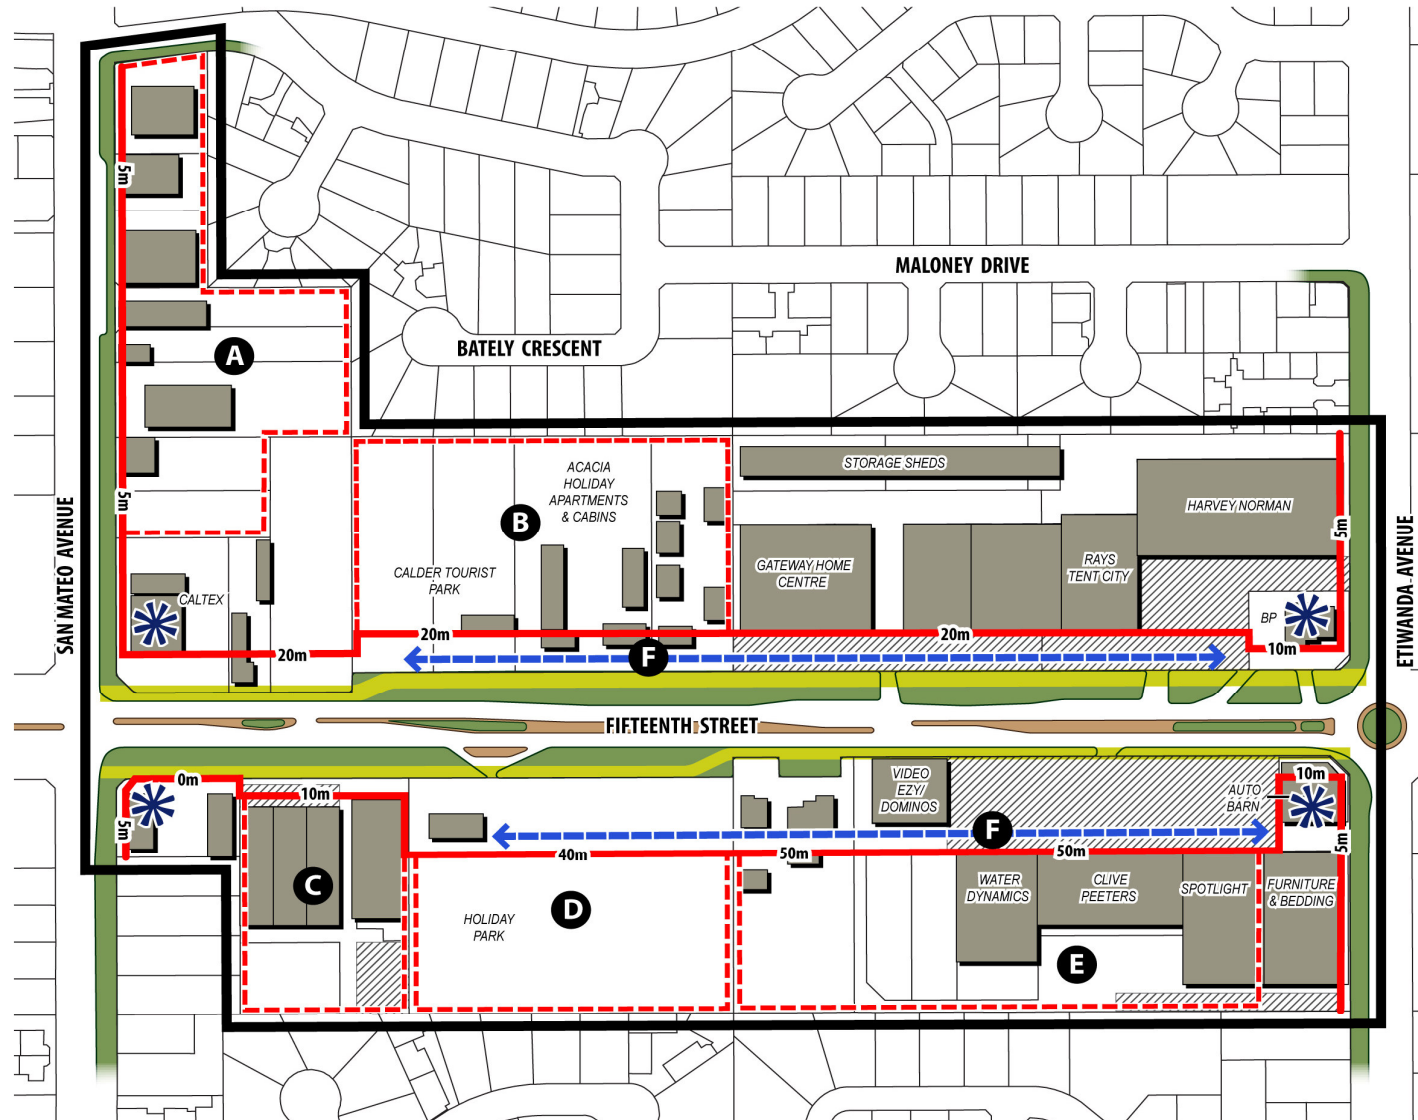 5m
MALONEY DRIVE
BATELY CRESCENT
A
ACACIA
HOLIDAY
APARTMENTS
& CABINS
STORAGE SHEDS
HARVEY NORMAN
5m
B
5m
SAN MATEO AVENUE
ETIWANDA AVENUE
CALDER TOURIST
PARK
GATEWAY HOME
CENTRE
RAYS
TENT CITY
CALTEX
BP
20m
20m
20m
10m
F
FIFTEENTH STREET
0m
10m
VIDEO
EZY/
DOMINOS
AUTO
BARN
10m
5m
F
5m
40m
50m
50m
C
D
HOLIDAY
PARK
WATER
DYNAMICS
CLIVE
PEETERS
SPOTLIGHT
FURNITURE
& BEDDING
E